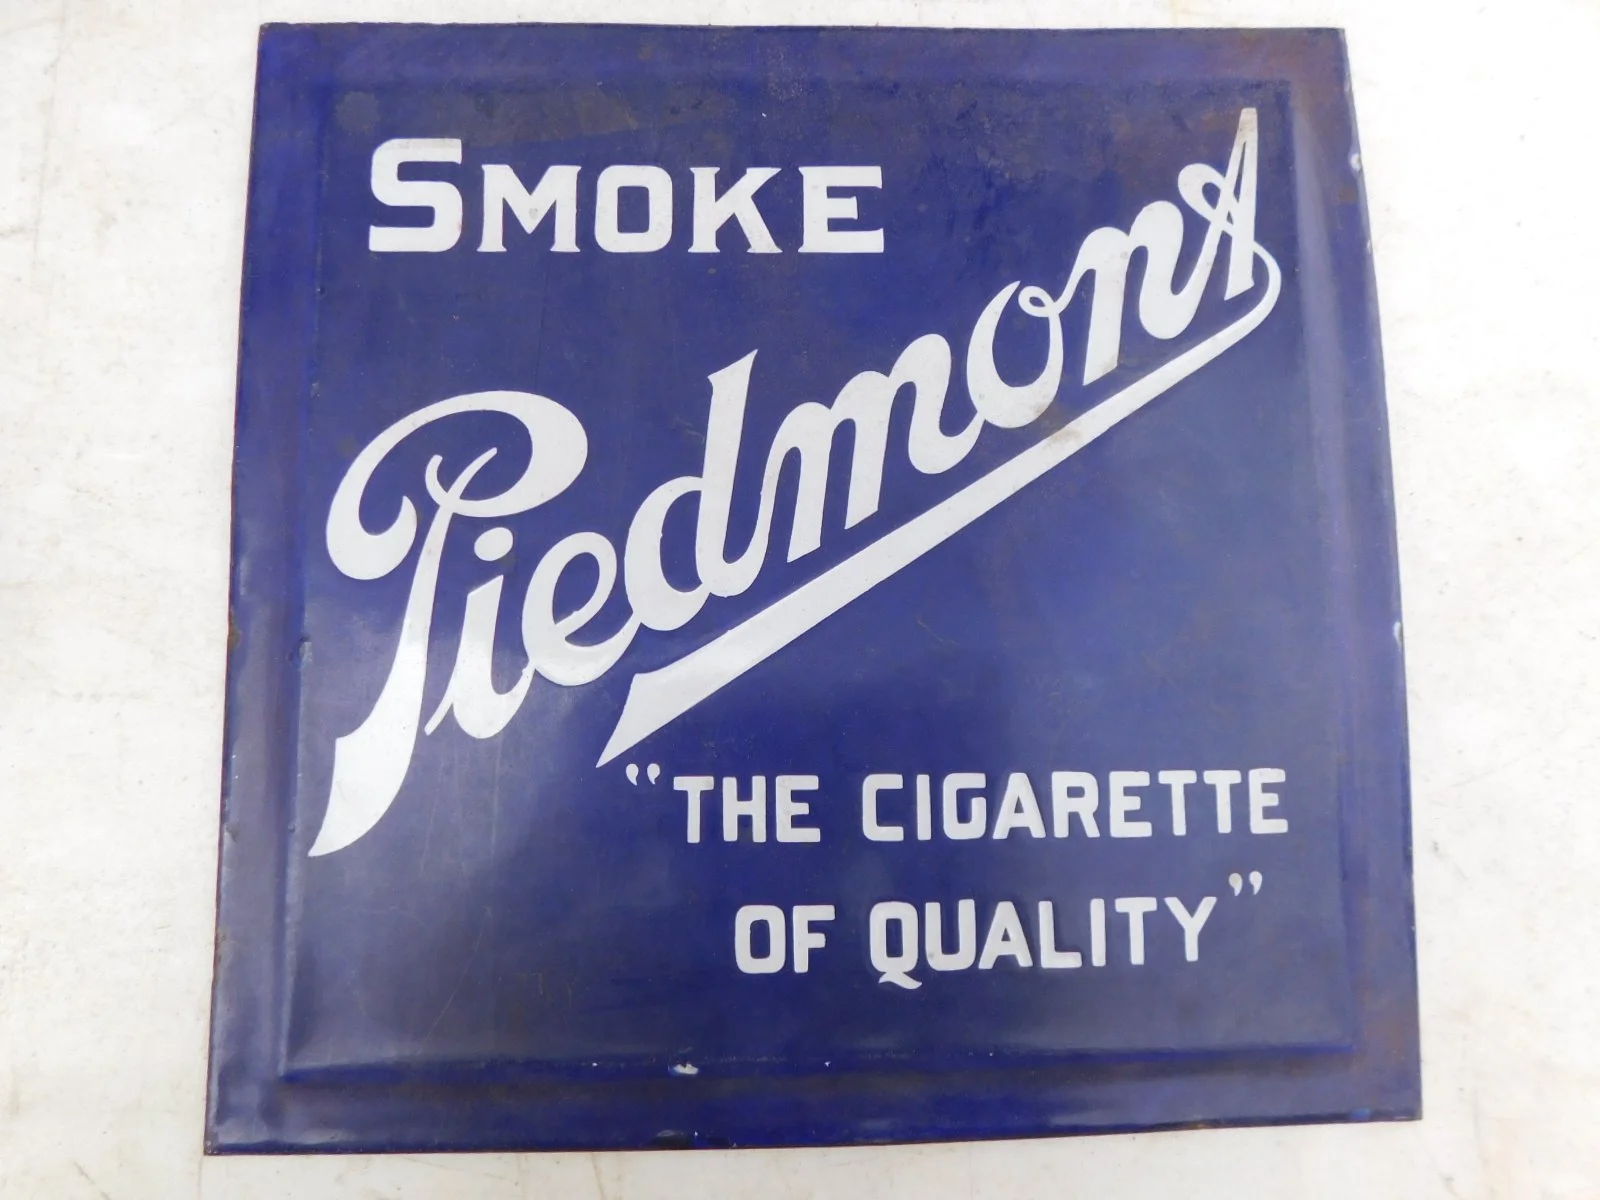 SMOKE
Piedmont
"THE CIGARETTE
OF QUALITY"